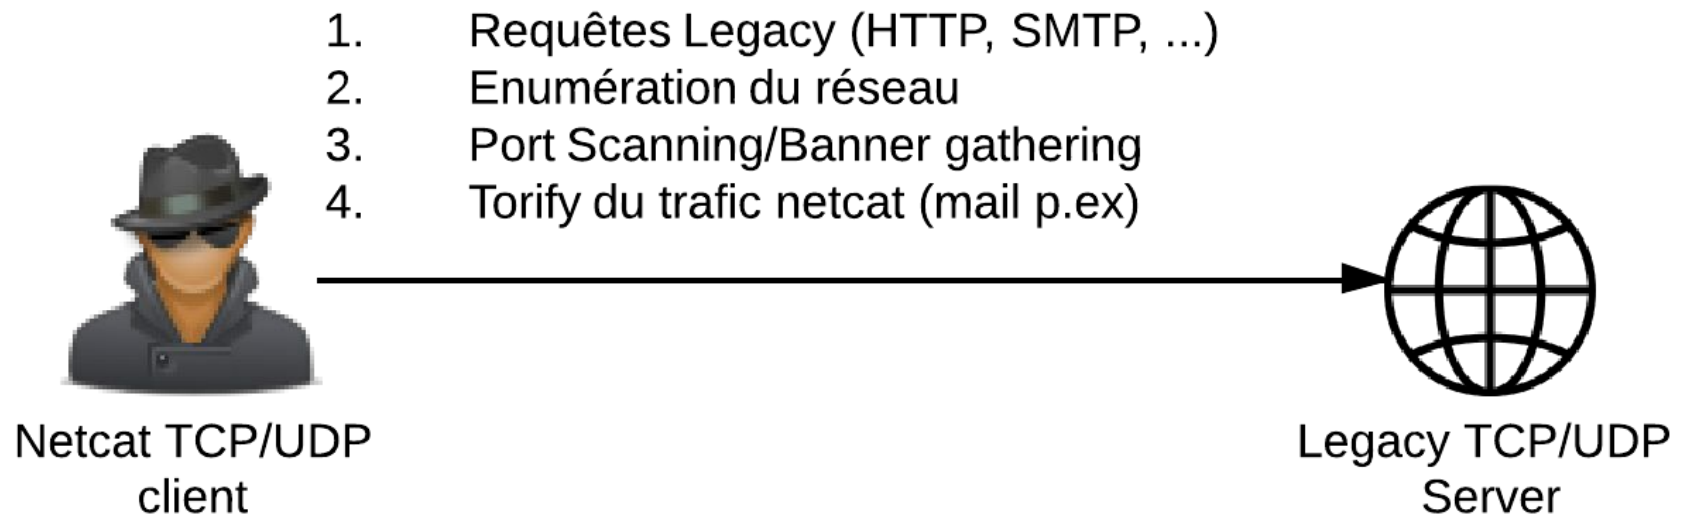 1. Requêtes Legacy (HTTP, SMTP, ...)
2. Enumération du réseau
3. Port Scanning/Banner gathering
4. Torify du trafic netcat (mail p.ex)
Netcat TCP/UDP
client
Legacy TCP/UDP
Server